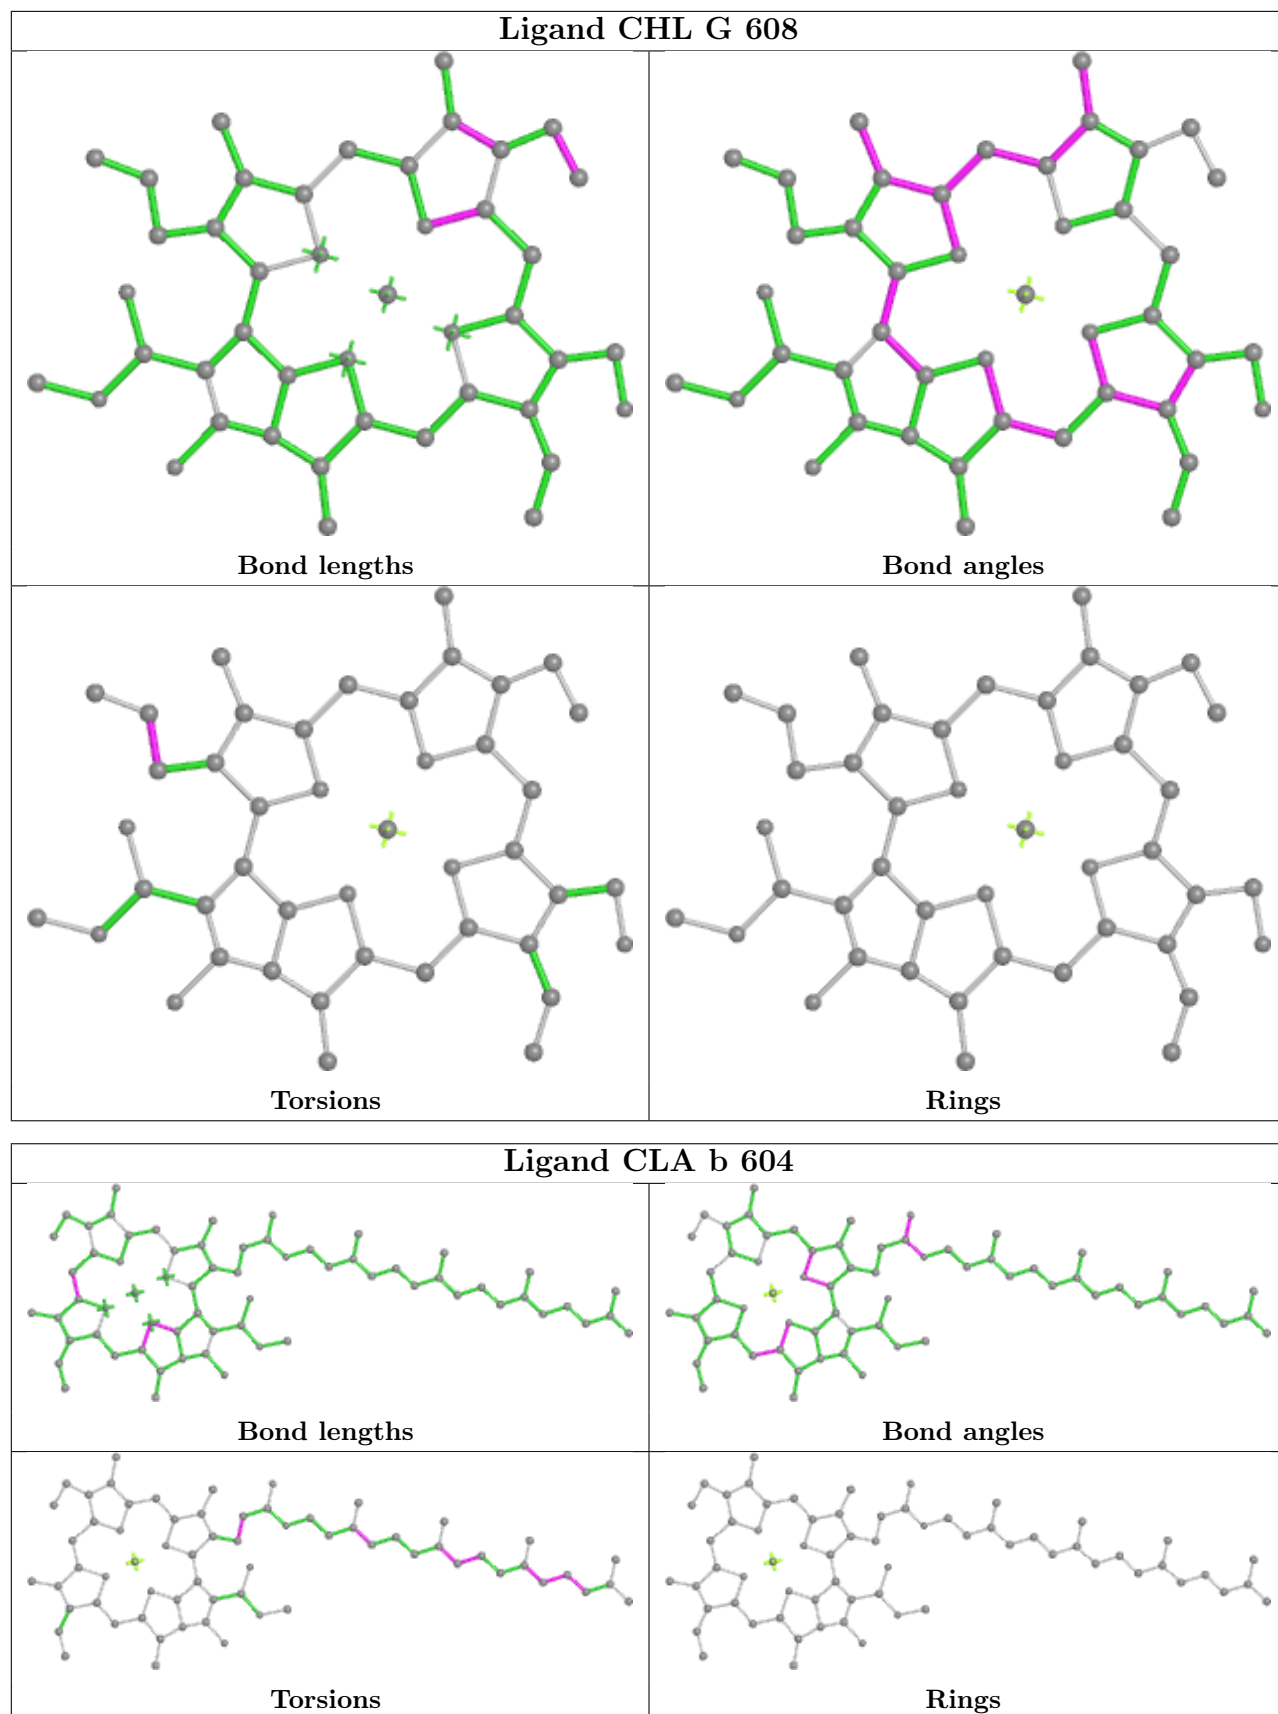 Ligand CHL G 608
Bond lengths
Bond angles
Torsions
Rings
Ligand CLA b 604
Bond lengths
Bond angles
Torsions
Rings